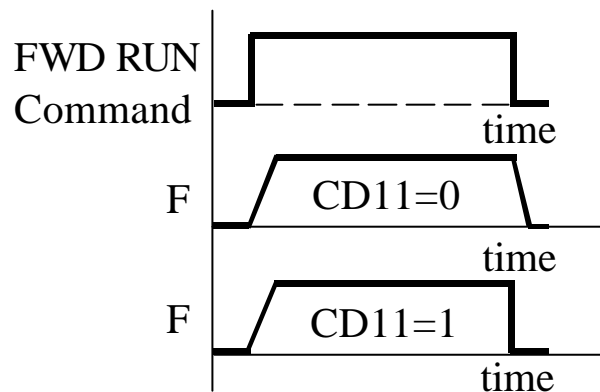 FWD RUN
Command
time
F
CD11=0
time
F
CD11=1
time